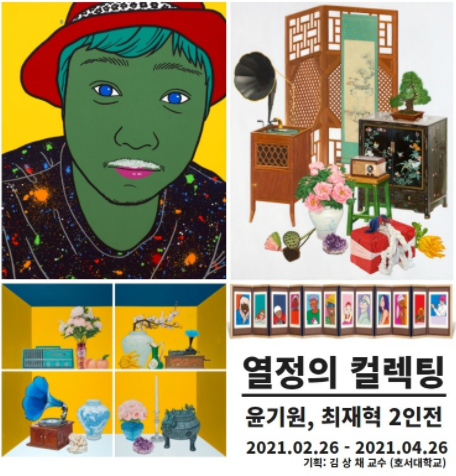 열정의 컬렉팅
윤기원, 최재혁 2인전
2021.02.26 - 2021.04.26
기획: 김 상 채 교수 (호서대학교)